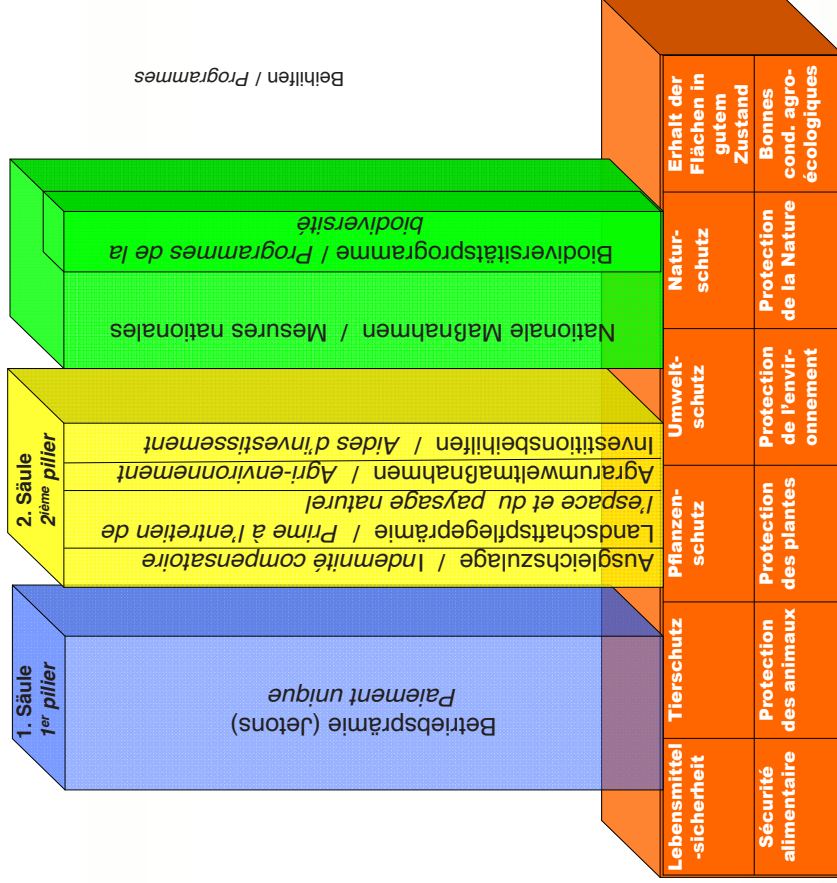 Beihilfen / Programmes
1. Säule
1er pilier
Betriebsprämie (Jetons)
Paiement unique
2. Säule
2ième pilier
Ausgleichszulage / Indemnité compensatoire
Landschaftspflegeprämie / Prime à l'entretien de
l'espace et du paysage naturel
Agrarumweltmaßnahmen / Agri-environnement
Investitionsbeihilfen / Aides d'investissement
Nationale Maßnahmen / Mesures nationales
Biodiversitätsprogramme / Programmes de la
biodiversité
Lebensmittel
-sicherheit
Tierschutz
Pflanzen-
schutz
Umwelt-
schutz
Natur-
schutz
Erhalt der
Flächen in
gutem
Zustand
Sécurité
alimentaire
Protection
des animaux
Protection
des plantes
Protection
de l'envir-
onnement
Protection
de la Nature
Bonnes
cond. agro-
écologiques